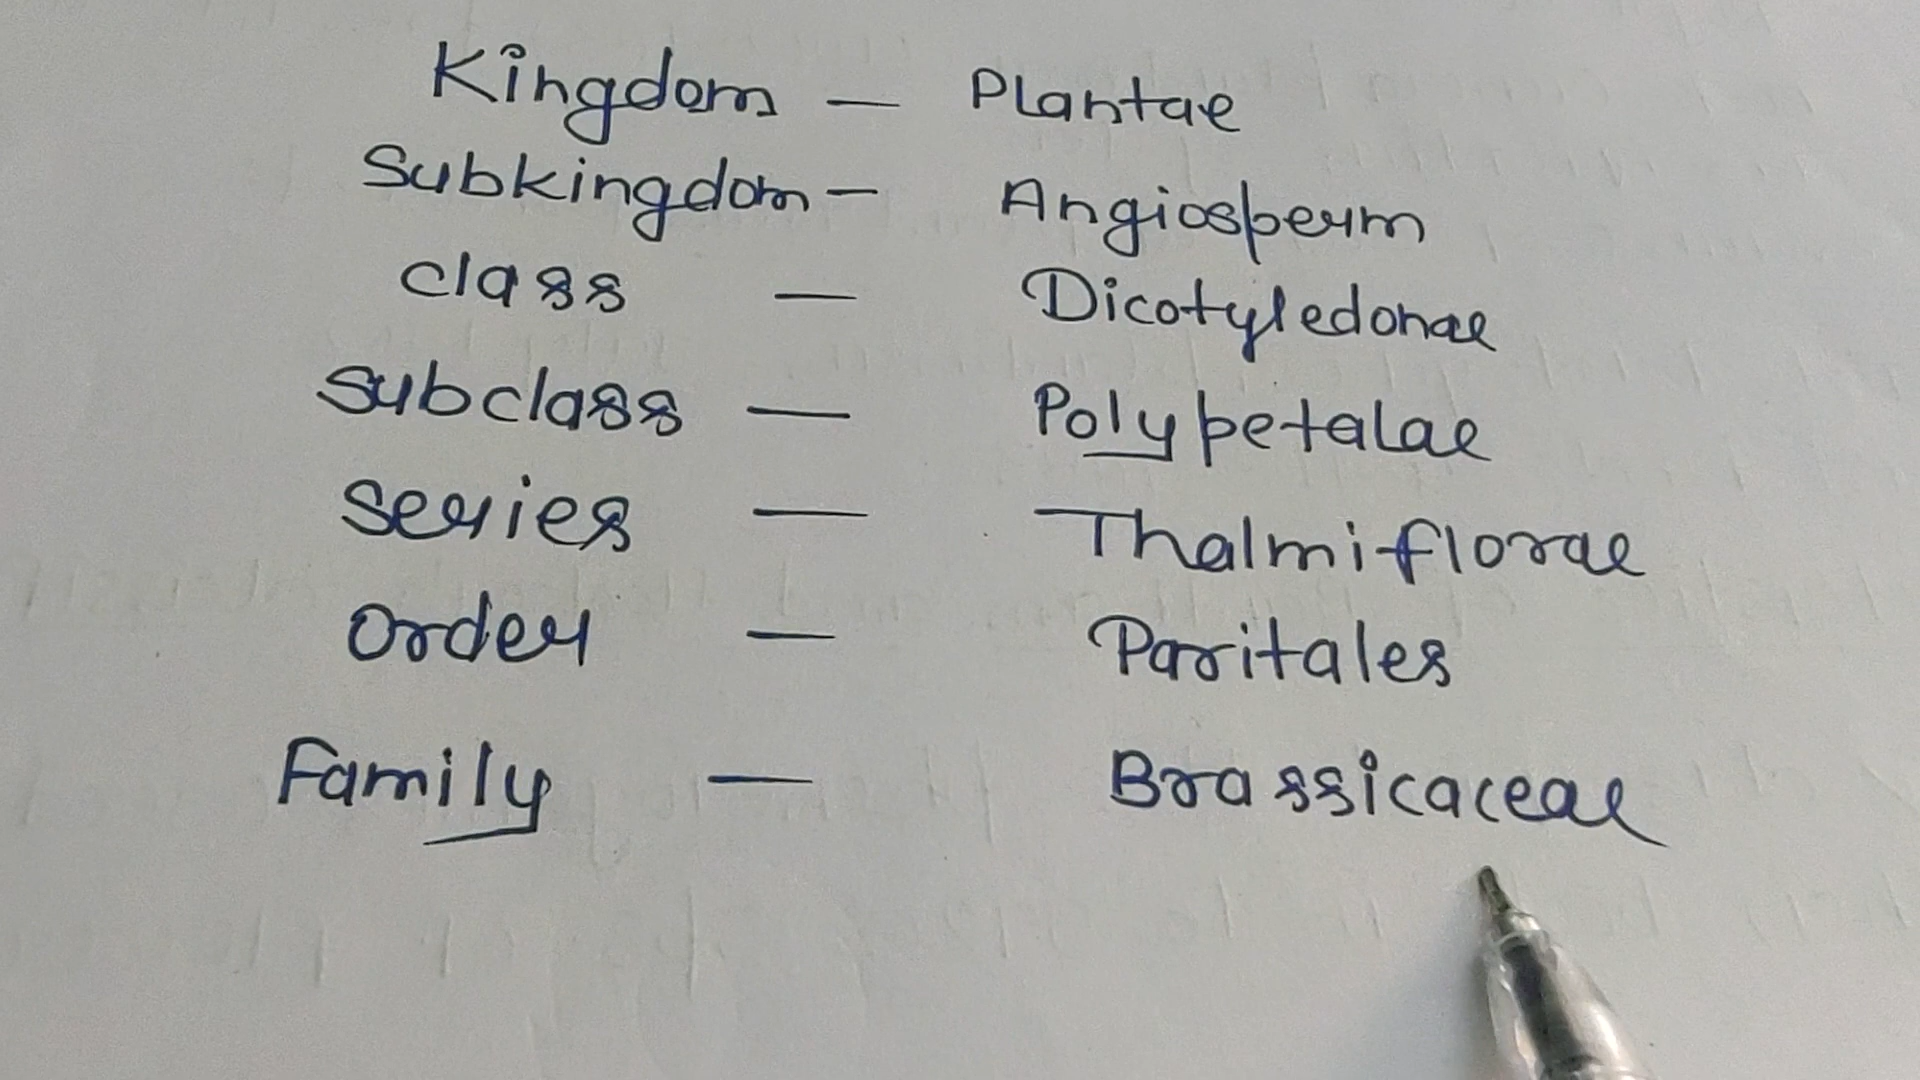 Kingdom — Plantae
Subkingdom — Angiosperm
class — Dicotyledonae
Subclass — Polypetalae
Series — Thalmiflorae
Order — Paritales
Family — Brassicaceae